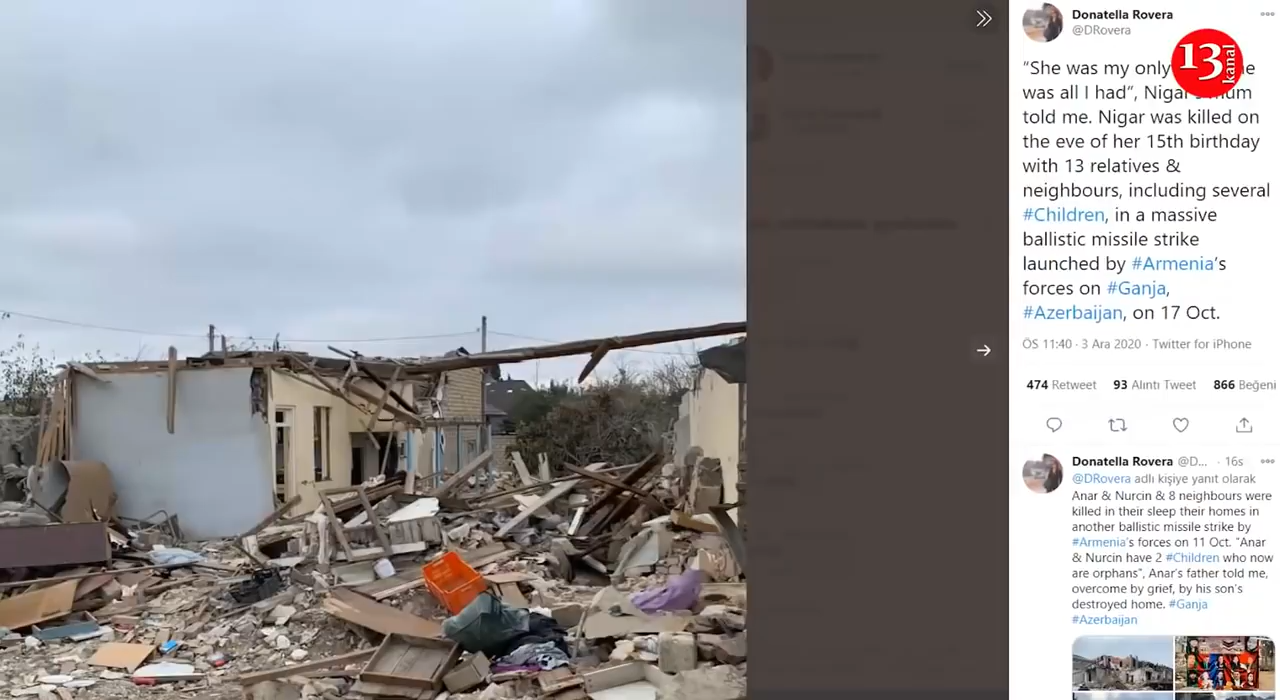 Donatella Rovera
@DRovera
13
kanal
“She was my only
was all I had”, Nigar's mum
told me. Nigar was killed on
the eve of her 15th birthday
with 13 relatives &
neighbours, including several
#Children, in a massive
ballistic missile strike
launched by #Armenia’s
forces on #Ganja,
#Azerbaijan, on 17 Oct.
ÖS 11:40 · 3 Ara 2020 · Twitter for iPhone
474 Retweet 93 Alıntı Tweet 866 Beğeni
Donatella Rovera @D... · 16s
@DRovera adlı kişiye yanıt olarak
Anar & Nurcin & 8 neighbours were
killed in their sleep their homes in
another ballistic missile strike by
#Armenia’s forces on 11 Oct. “Anar
& Nurcin have 2 #Children who now
are orphans”, Anar’s father told me,
overcome by grief, by his son’s
destroyed home. #Ganja
#Azerbaijan